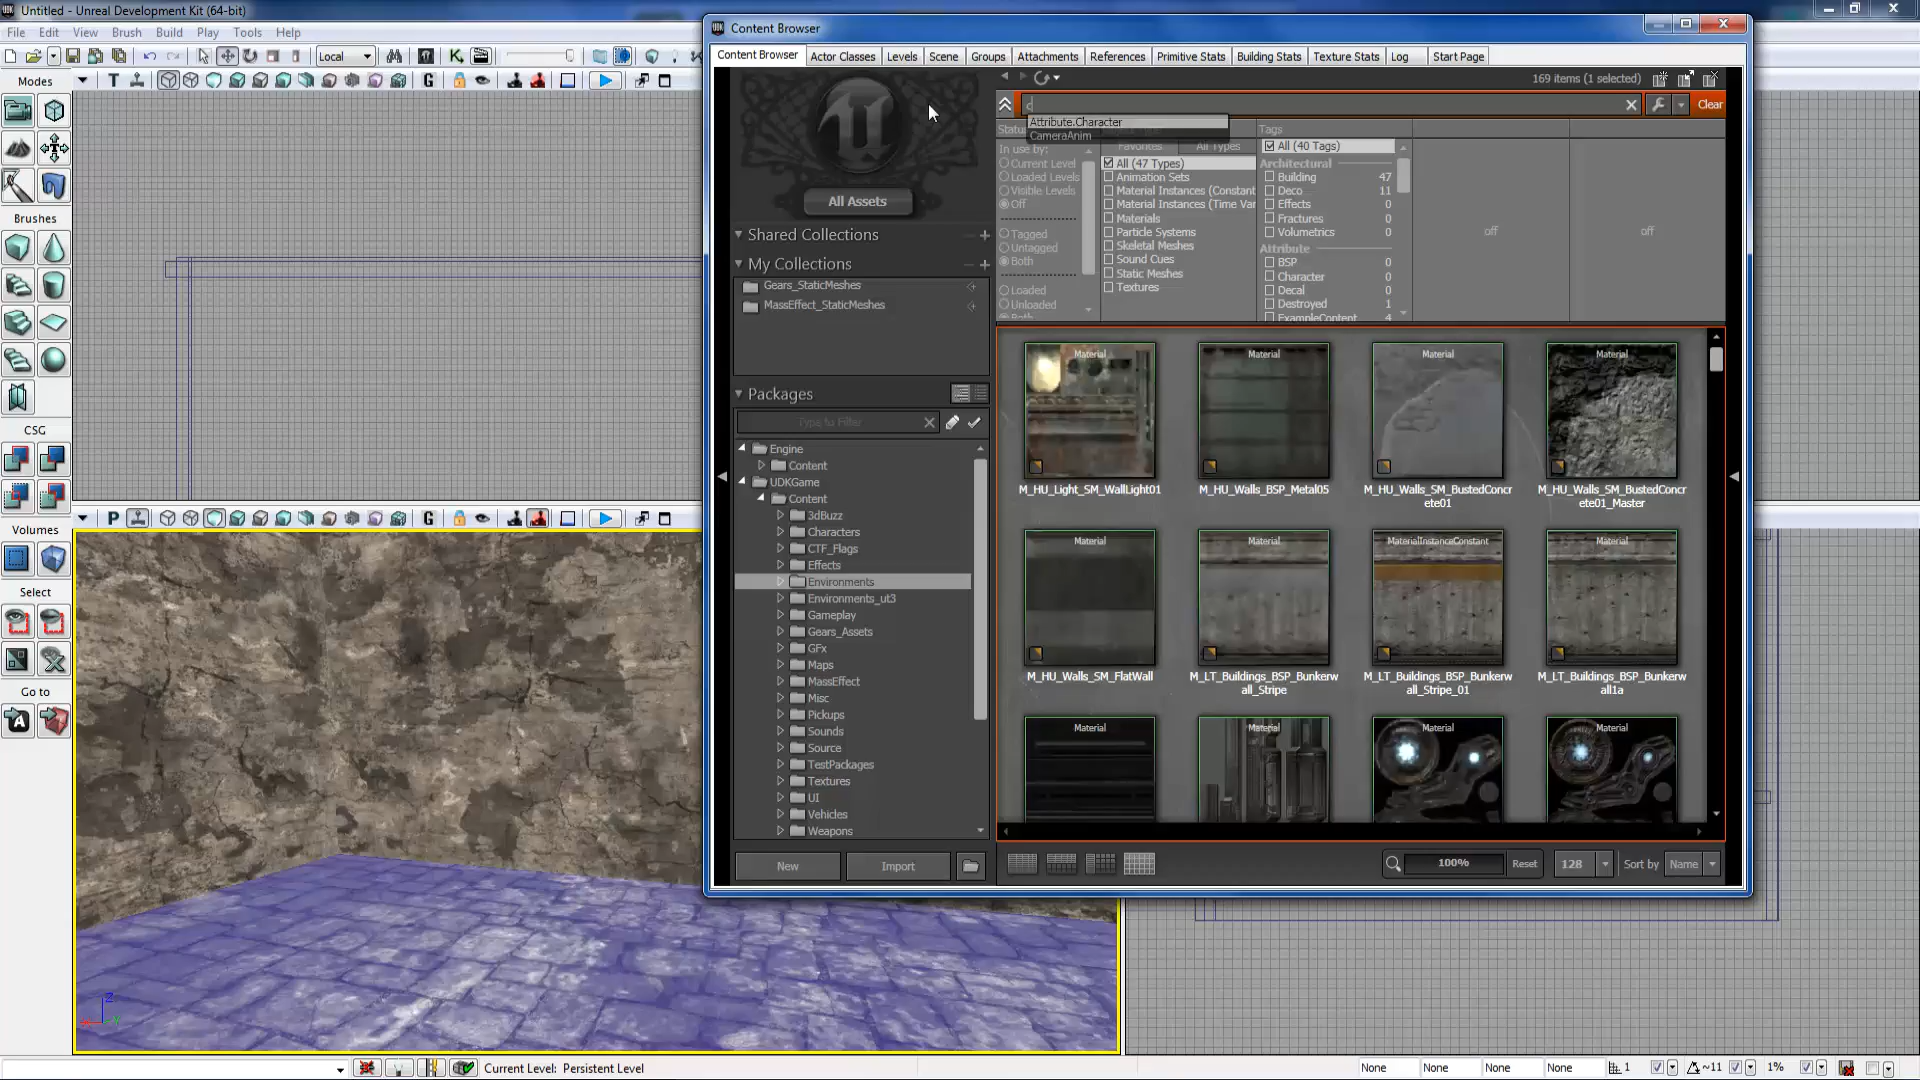 Untitled - Unreal Development Kit (64-bit)
File Edit View Brush Build Play Tools Help
Local
Modes
Brushes
CSG
Volumes
Select
Go to
T
G
P
G
Content Browser
Content Browser Actor Classes Levels Scene Groups Attachments References Primitive Stats Building Stats Texture Stats Log Start Page
169 items (1 selected)
c
Clear
Attribute.Character
CameraAnim
All Assets
Shared Collections
My Collections
Gears_StaticMeshes
MassEffect_StaticMeshes
Packages
Type to Filter
Engine
Content
UDKGame
Content
3dBuzz
Characters
CTF_Flags
Effects
Environments
Environments_ut3
Gameplay
Gears_Assets
GFx
Maps
MassEffect
Misc
Pickups
Sounds
Source
TestPackages
Textures
UI
Vehicles
Weapons
New Import
In use by:
Current Level
Loaded Levels
Visible Levels
Off
Tagged
Untagged
Both
Loaded
Unloaded
Favorites All Types
All (47 Types)
Animation Sets
Material Instances (Constant
Material Instances (Time Var
Materials
Particle Systems
Skeletal Meshes
Sound Cues
Static Meshes
Textures
Tags
All (40 Tags)
Architectural
Building 47
Deco 11
Effects 0
Fractures 0
Volumetrics 0
Attribute
BSP 0
Character 0
Decal 0
Destroyed 1
ExampleContent 4
off
off
Material Material Material Material
M_HU_Light_SM_WallLight01
M_HU_Walls_BSP_Metal05
M_HU_Walls_SM_BustedConcr
ete01
M_HU_Walls_SM_BustedConcr
ete01_Master
Material Material MaterialInstanceConstant Material
M_HU_Walls_SM_FlatWall
M_LT_Buildings_BSP_Bunkerw
all_Stripe
M_LT_Buildings_BSP_Bunkerw
all_Stripe_01
M_LT_Buildings_BSP_Bunkerw
all1a
Material Material Material Material
100% Reset 128 Sort by Name
Current Level: Persistent Level
None None None None 1 ~11 1%